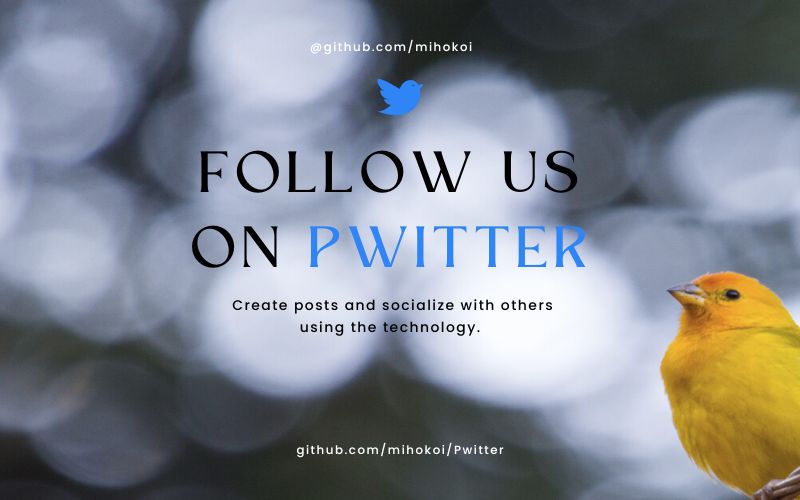 @github.com/mihokoi
FOLLOW US
ON PWITTER
Create posts and socialize with others
using the technology.
github.com/mihokoi/Pwitter